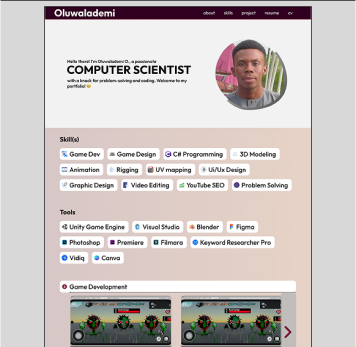 Oluwalademi
about skills project resume cv
Hello there! I'm Oluwalademi O., a passionate
COMPUTER SCIENTIST
with a knack for problem solving and coding. Welcome to my
portfolio!
Skill(s)
Game Dev Game Design C# Programming 3D Modeling
Animation Rigging UV mapping Ui/Ux Design
Graphic Design Video Editing YouTube SEO Problem Solving
Tools
Unity Game Engine Visual Studio Blender Figma
Photoshop Premiere Filmora Keyword Researcher Pro
Vidiq Canva
Game Development